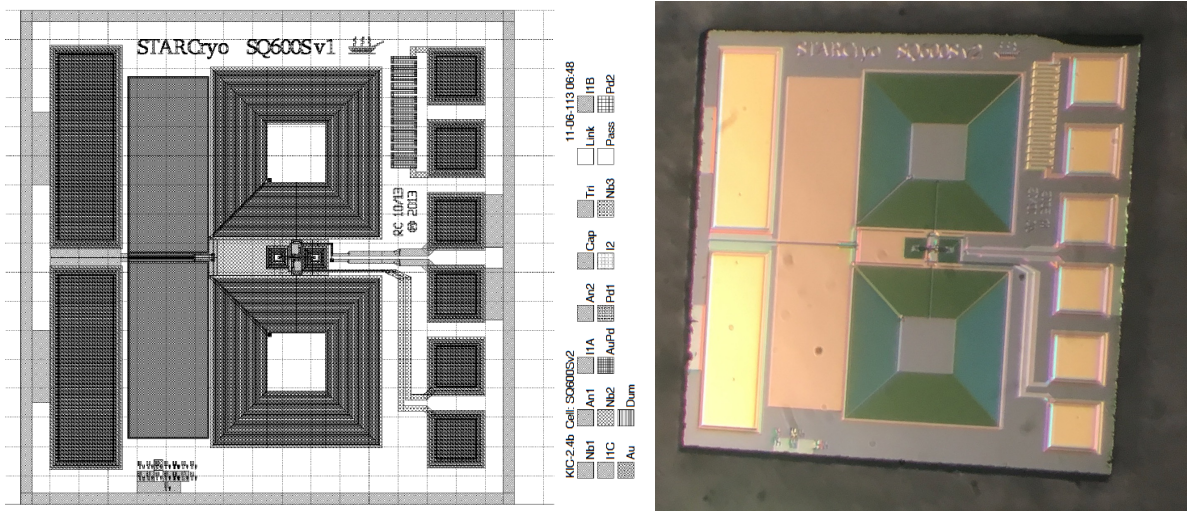 STARCryo SQ600Sv1
RC 10/13
© 2013
KIC-2.4b Cell: SQ600Sv2 11-06-113 06:48
Nb1 An1 I1A An2 Cap Tri Link I1B
I1C Nb2 AuPd Pd1 I2 Nb3 Pass Pd2
Au Dum
STARCryo SQ600Sv2